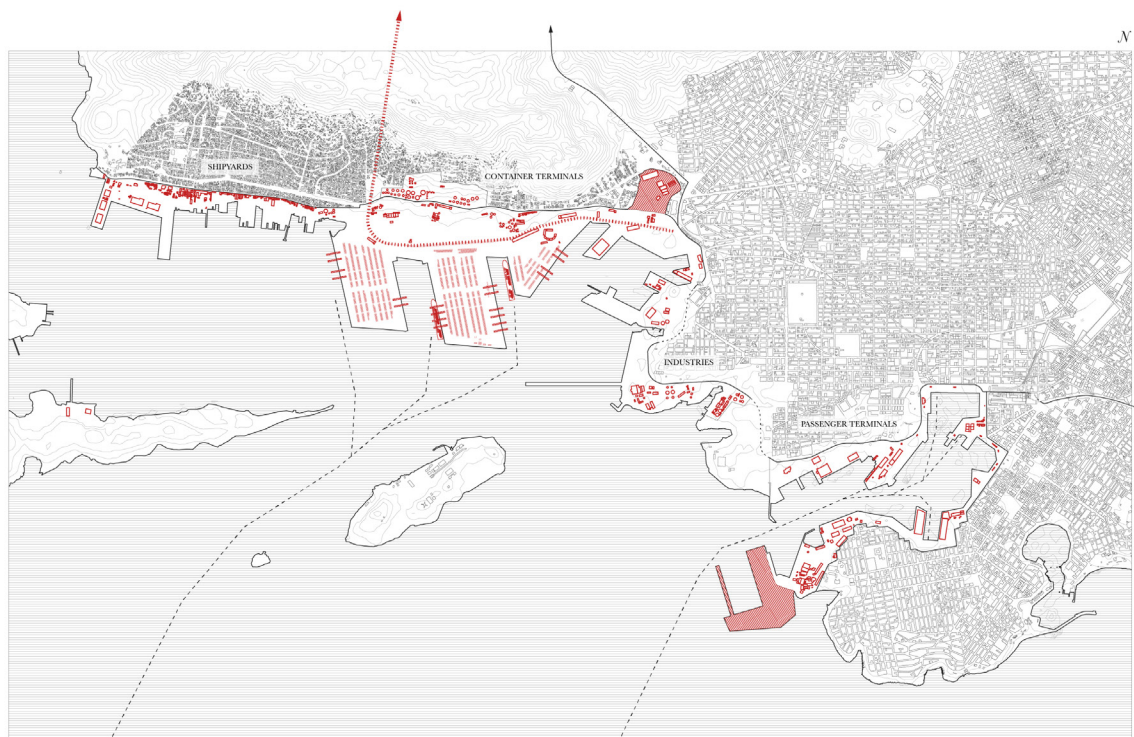 N
SHIPYARDS
CONTAINER TERMINALS
INDUSTRIES
PASSENGER TERMINALS